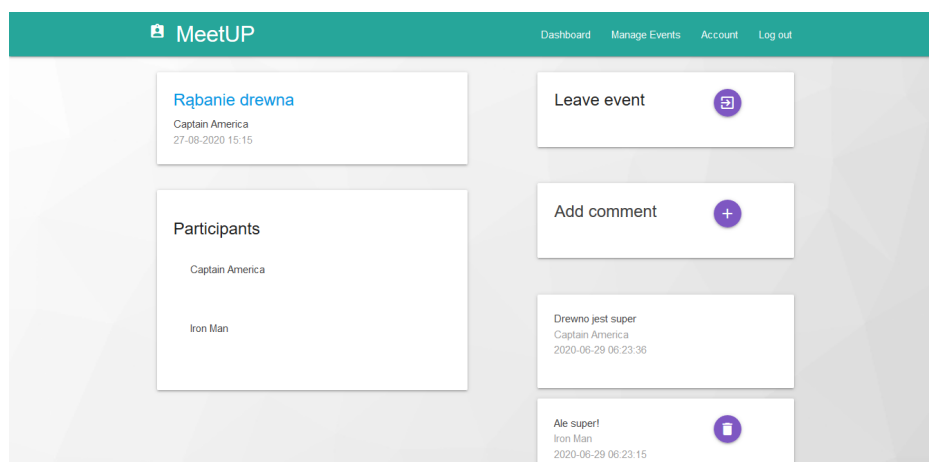 MeetUP
Dashboard Manage Events Account Log out
Rąbanie drewna
Captain America
27-08-2020 15:15
Participants
Captain America
Iron Man
Leave event
Add comment
Drewno jest super
Captain America
2020-06-29 06:23:36
Ale super!
Iron Man
2020-06-29 06:23:15